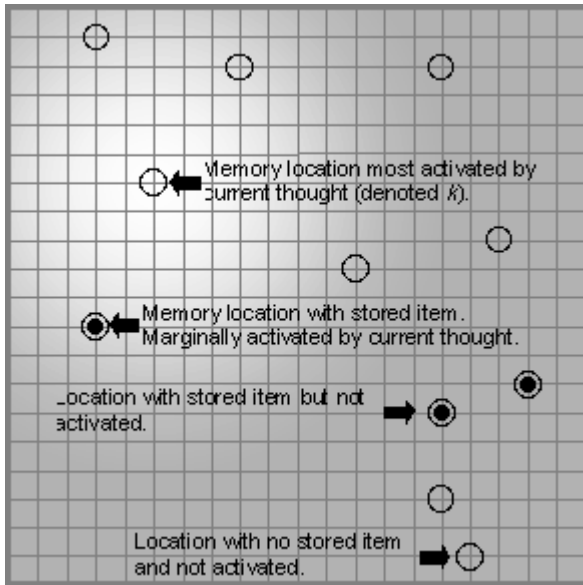 Memory location most activated by
current thought (denoted k).
Memory location with stored item.
Marginally activated by current thought.
Location with stored item but not
activated.
Location with no stored item
and not activated.